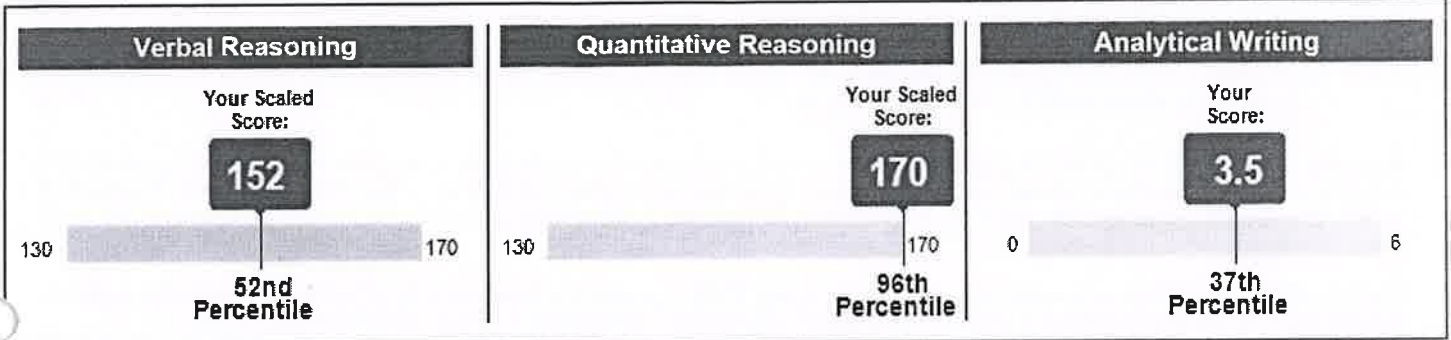 Verbal Reasoning
Your Scaled
Score:
152
130
170
52nd
Percentile
Quantitative Reasoning
Your Scaled
Score:
170
130
170
96th
Percentile
Analytical Writing
Your
Score:
3.5
0
6
37th
Percentile